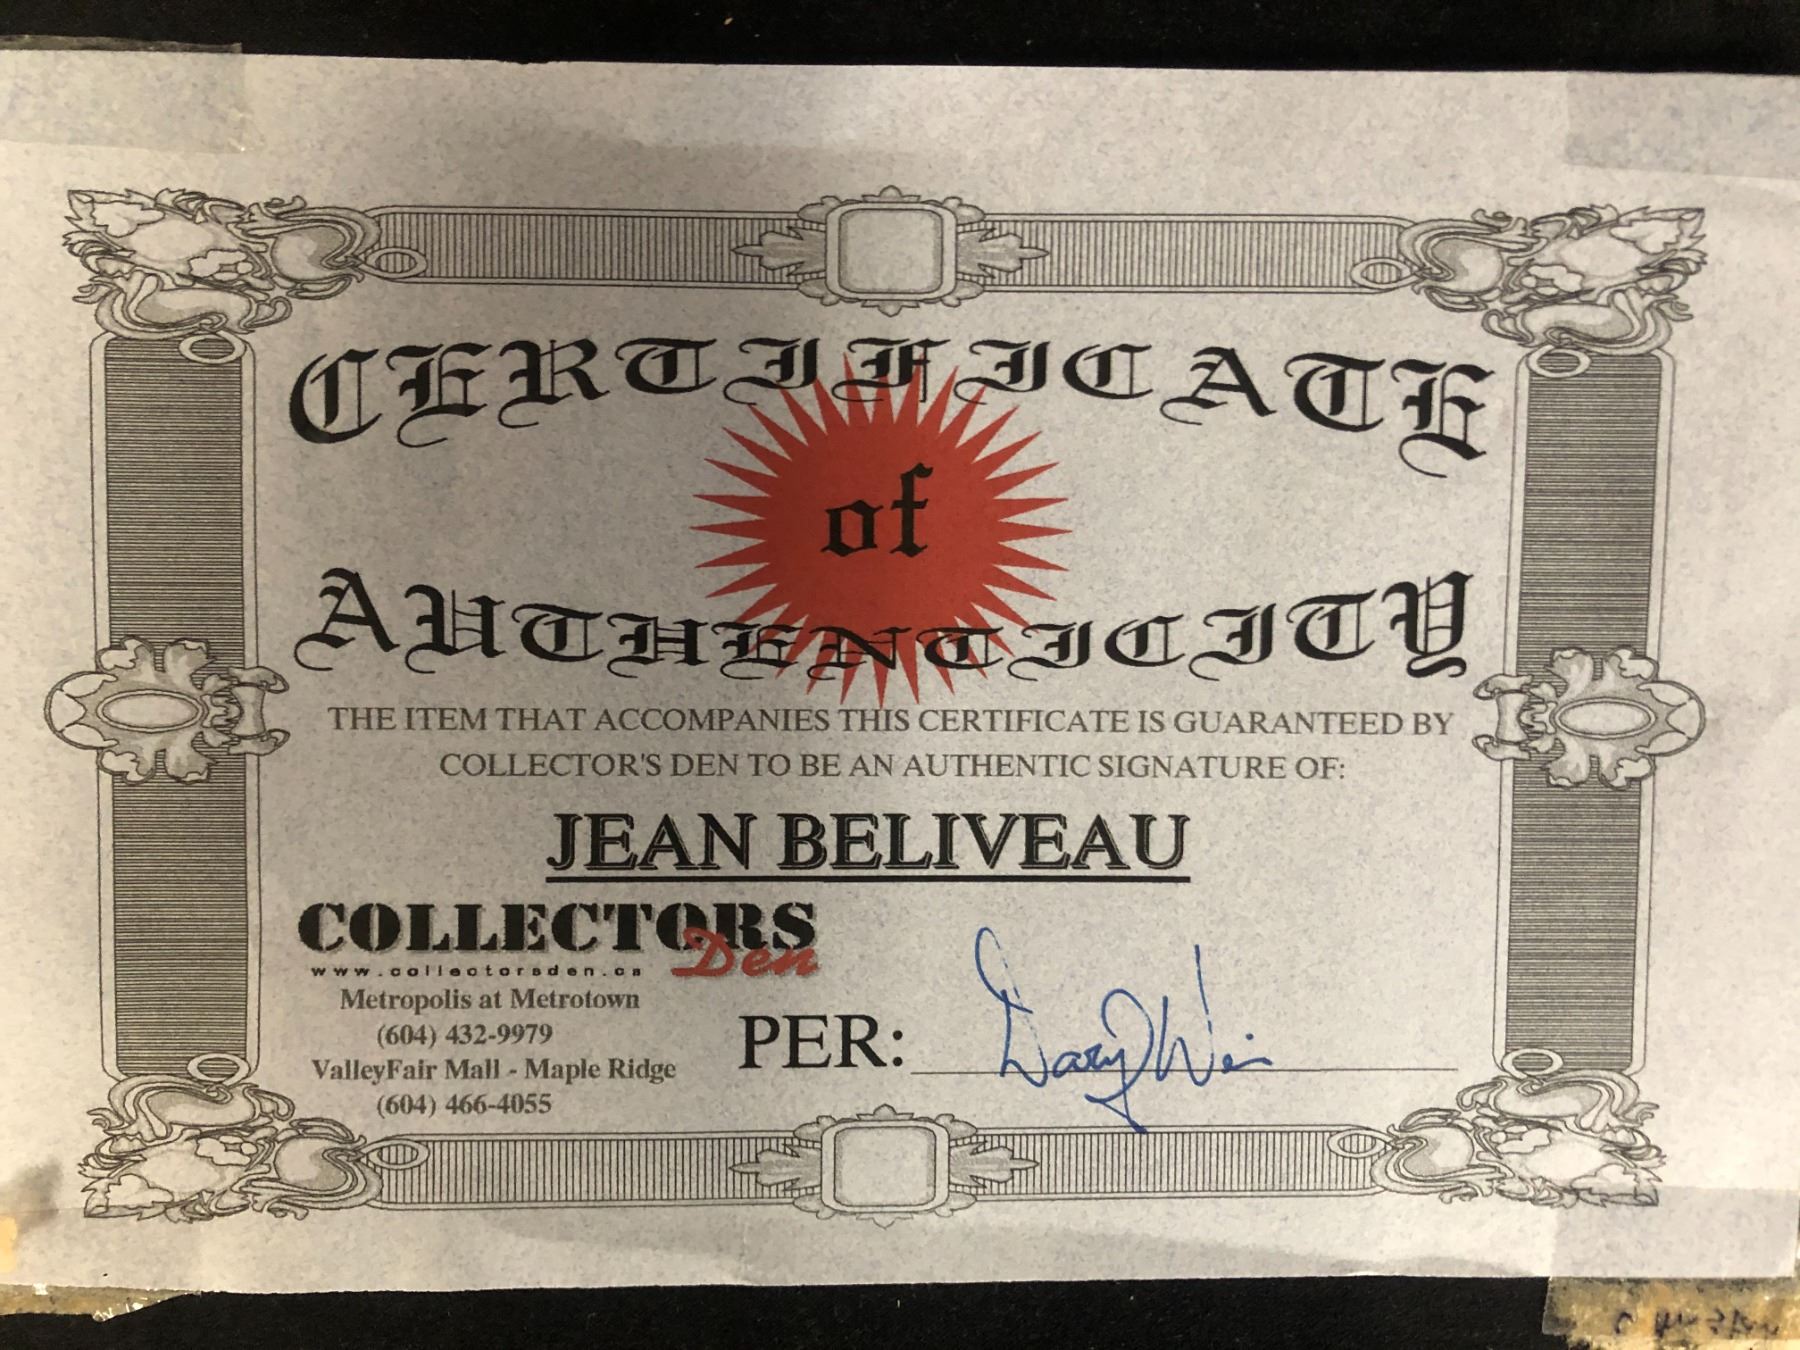 CERTIFICATE
of
AUTHENTICITY
THE ITEM THAT ACCOMPANIES THIS CERTIFICATE IS GUARANTEED BY
COLLECTOR'S DEN TO BE AN AUTHENTIC SIGNATURE OF:
JEAN BELIVEAU
COLLECTORS
Den
www.collectorsden.ca
Metropolis at Metrotown
(604) 432-9979
ValleyFair Mall - Maple Ridge
(604) 466-4055
PER: